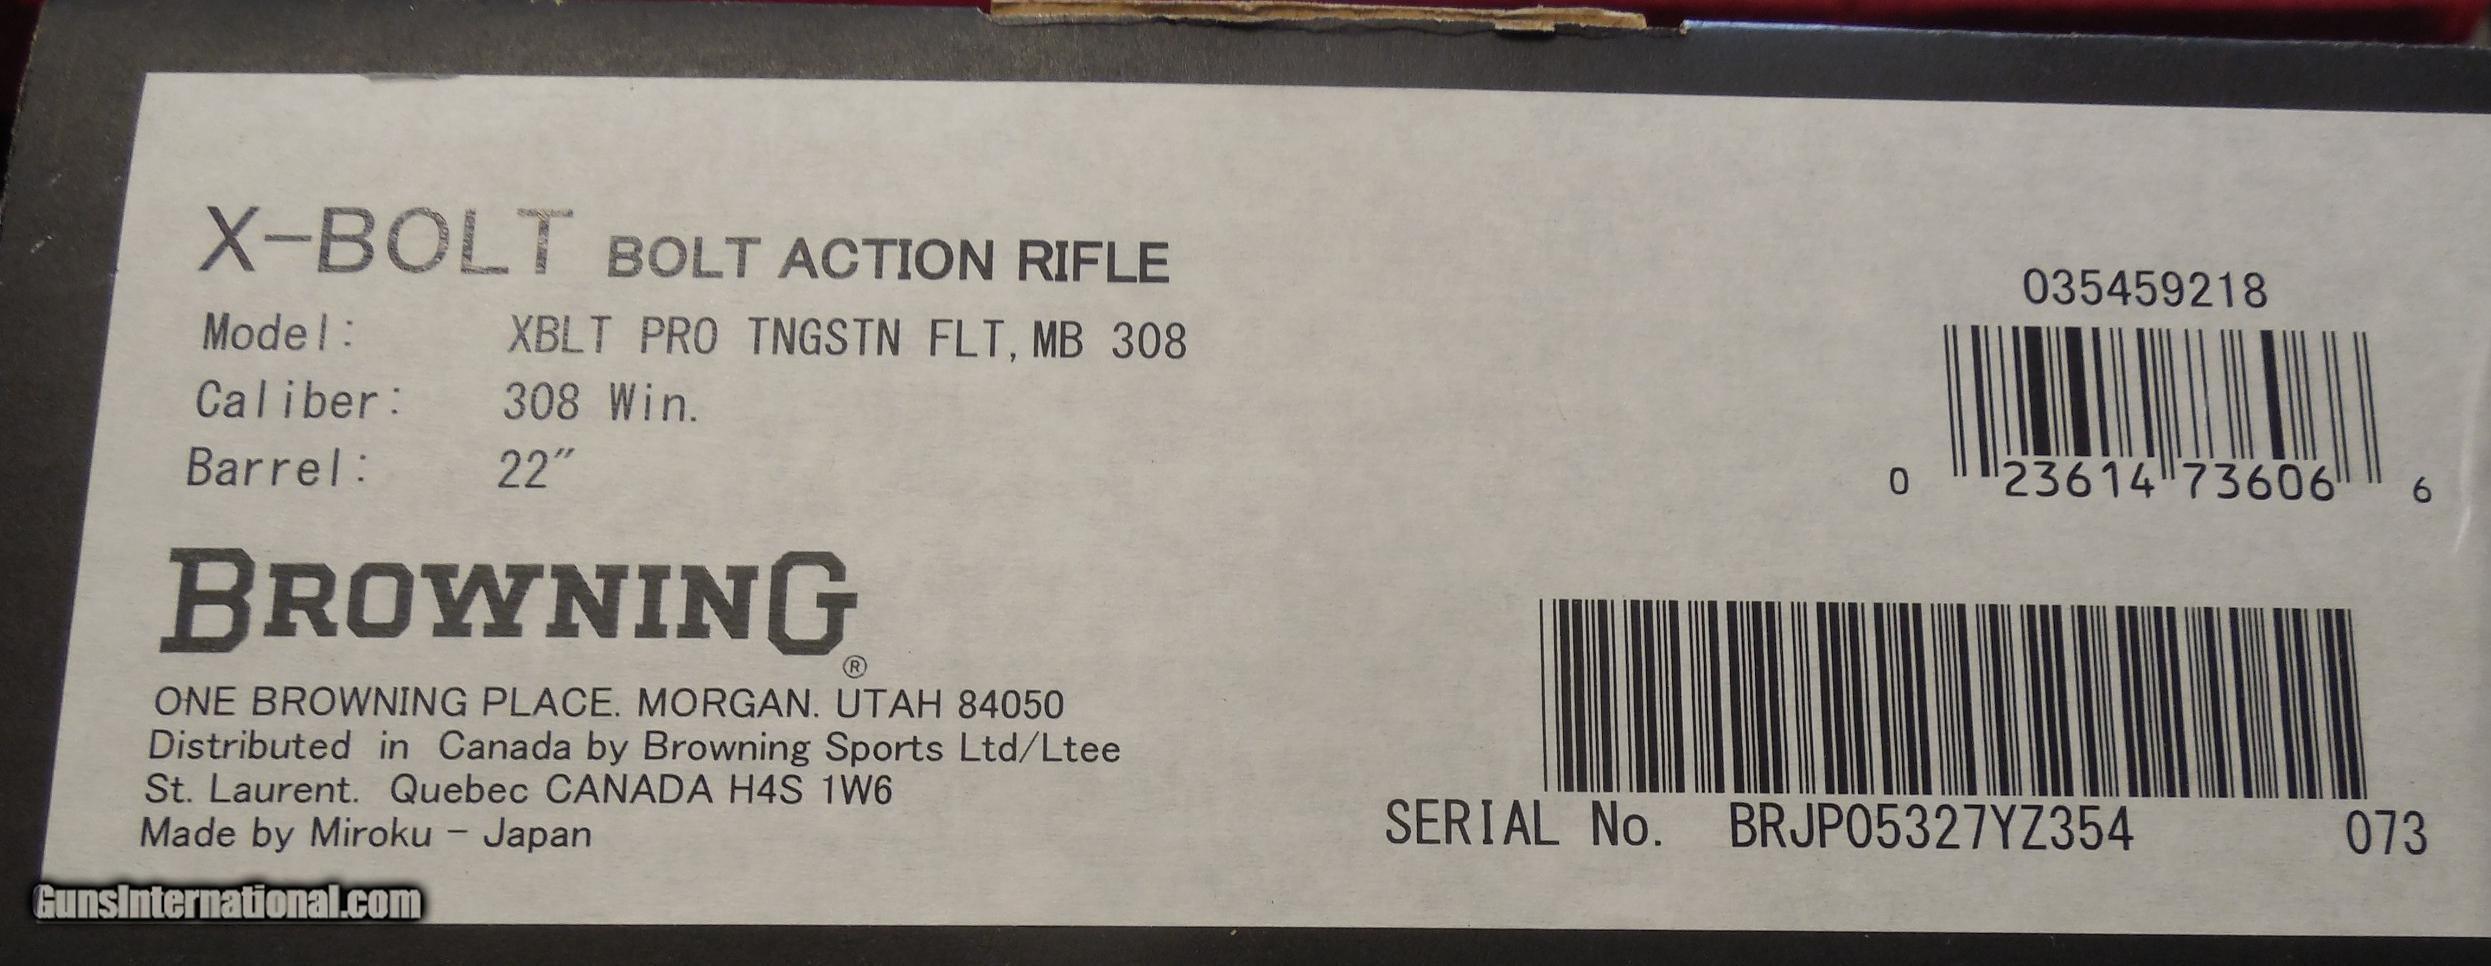 X-BOLT BOLT ACTION RIFLE
Model: XBLT PRO TNGSTN FLT, MB 308
Caliber: 308 Win.
Barrel: 22"
035459218
0 23614 73606 6
BROWNING®
ONE BROWNING PLACE. MORGAN. UTAH 84050
Distributed in Canada by Browning Sports Ltd/Ltee
St. Laurent. Quebec CANADA H4S 1W6
Made by Miroku - Japan
SERIAL No. BRJP05327YZ354 073
GunsInternational.com